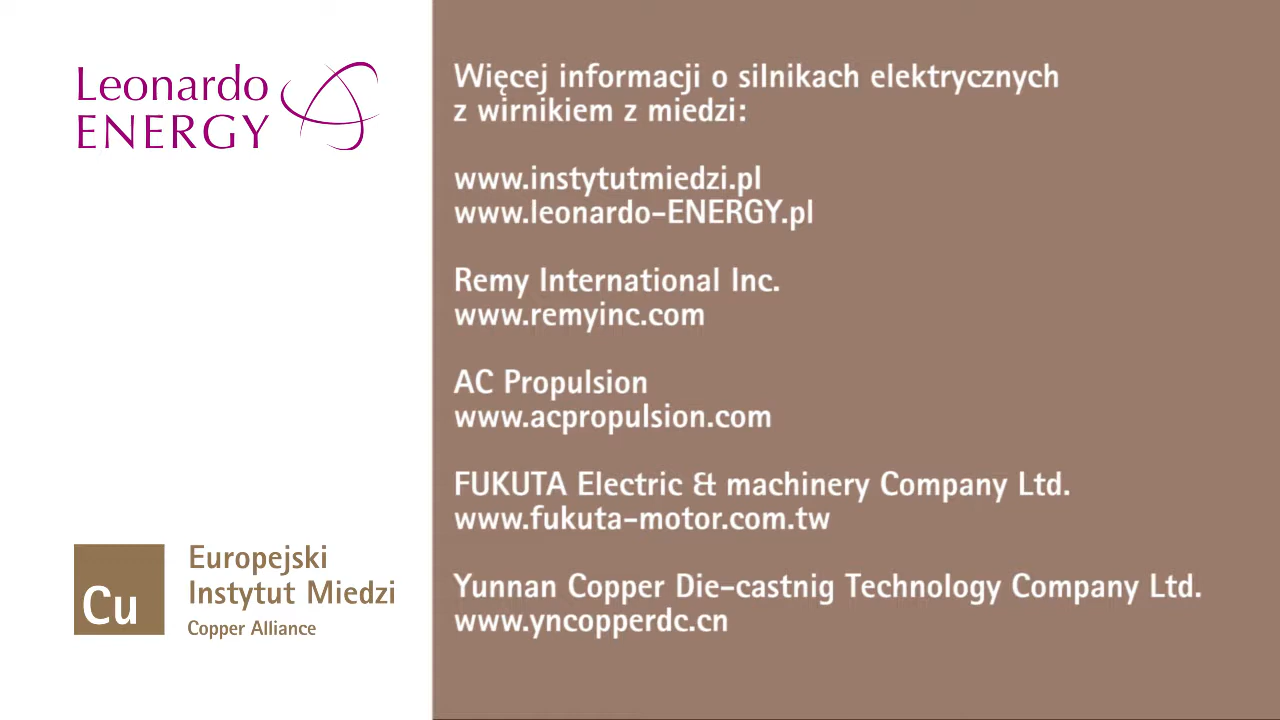 Leonardo
ENERGY
Więcej informacji o silnikach elektrycznych
z wirnikiem z miedzi:
www.instytutmiedzi.pl
www.leonardo-ENERGY.pl
Remy International Inc.
www.remyinc.com
AC Propulsion
www.acpropulsion.com
FUKUTA Electric & machinery Company Ltd.
www.fukuta-motor.com.tw
Yunnan Copper Die-castnig Technology Company Ltd.
www.yncopperdc.cn
Cu
Europejski
Instytut Miedzi
Copper Alliance